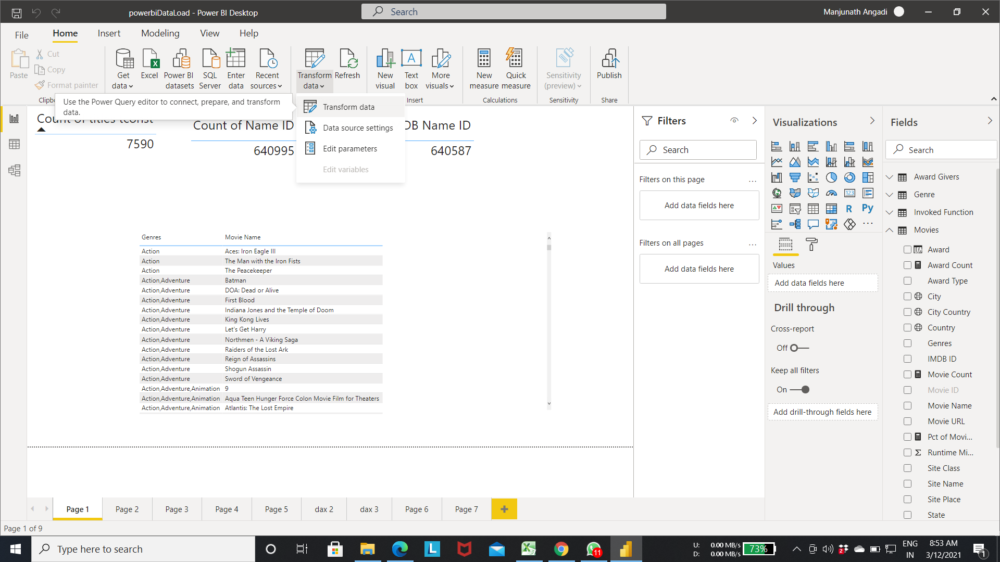 powerbiDataLoad - Power BI Desktop
Search
Manjunath Angadi
File
Home
Insert
Modeling
View
Help
Paste
Cut
Copy
Format painter
Get data
Excel
Power BI datasets
SQL Server
Enter data
Recent sources
Transform data
Refresh
New visual
Text box
A
More visuals
New measure
Quick measure
Sensitivity (preview)
Publish
Clipb
Insert
Calculations
Sensitivity
Share
Use the Power Query editor to connect, prepare, and transform
data.
Transform data
Data source settings
Edit parameters
Edit variables
Count of titles tconst
7590
Count of Name ID
640995
DB Name ID
640587
Genres Movie Name
Action Aces: Iron Eagle III
Action The Man with the Iron Fists
Action The Peacekeeper
Action,Adventure Batman
Action,Adventure DOA: Dead or Alive
Action,Adventure First Blood
Action,Adventure Indiana Jones and the Temple of Doom
Action,Adventure King Kong Lives
Action,Adventure Let's Get Harry
Action,Adventure Northmen - A Viking Saga
Action,Adventure Raiders of the Lost Ark
Action,Adventure Reign of Assassins
Action,Adventure Shogun Assassin
Action,Adventure Sword of Vengeance
Action,Adventure,Animation 9
Action,Adventure,Animation Aqua Teen Hunger Force Colon Movie Film for Theaters
Action,Adventure,Animation Atlantis: The Lost Empire
Filters
Search
Filters on this page ...
Add data fields here
Filters on all pages ...
Add data fields here
Visualizations
123
R Py
...
Values
Add data fields here
Drill through
Cross-report
Off
Keep all filters
On
Add drill-through fields here
Fields
Search
Award Givers
Genre
Invoked Function
Movies
Award
Award Count
Award Type
City
City Country
Country
Genres
IMDB ID
Movie Count
Movie ID
Movie Name
Movie URL
Pct of Movi...
Σ Runtime Mi...
Site Class
Site Name
Site Place
State
Page 1
Page 2
Page 3
Page 4
Page 5
dax 2
dax 3
Page 6
Page 7
+
Page 1 of 9
Type here to search
L
11
U: 0.00 MB/s
D: 0.00 MB/s
73%
2
ENG
IN
8:53 AM
3/12/2021
1